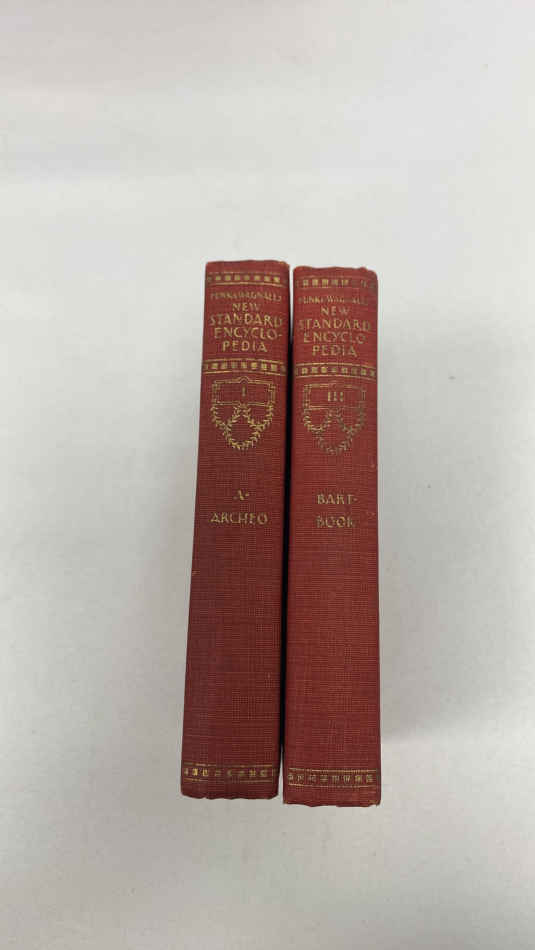 FUNK & WAGNALLS
NEW
STANDARD
ENCYCLO-
PEDIA
I
A-
ARCHEO
FUNK & WAGNALLS
NEW
STANDARD
ENCYCLO
PEDIA
III
BART-
BOOK